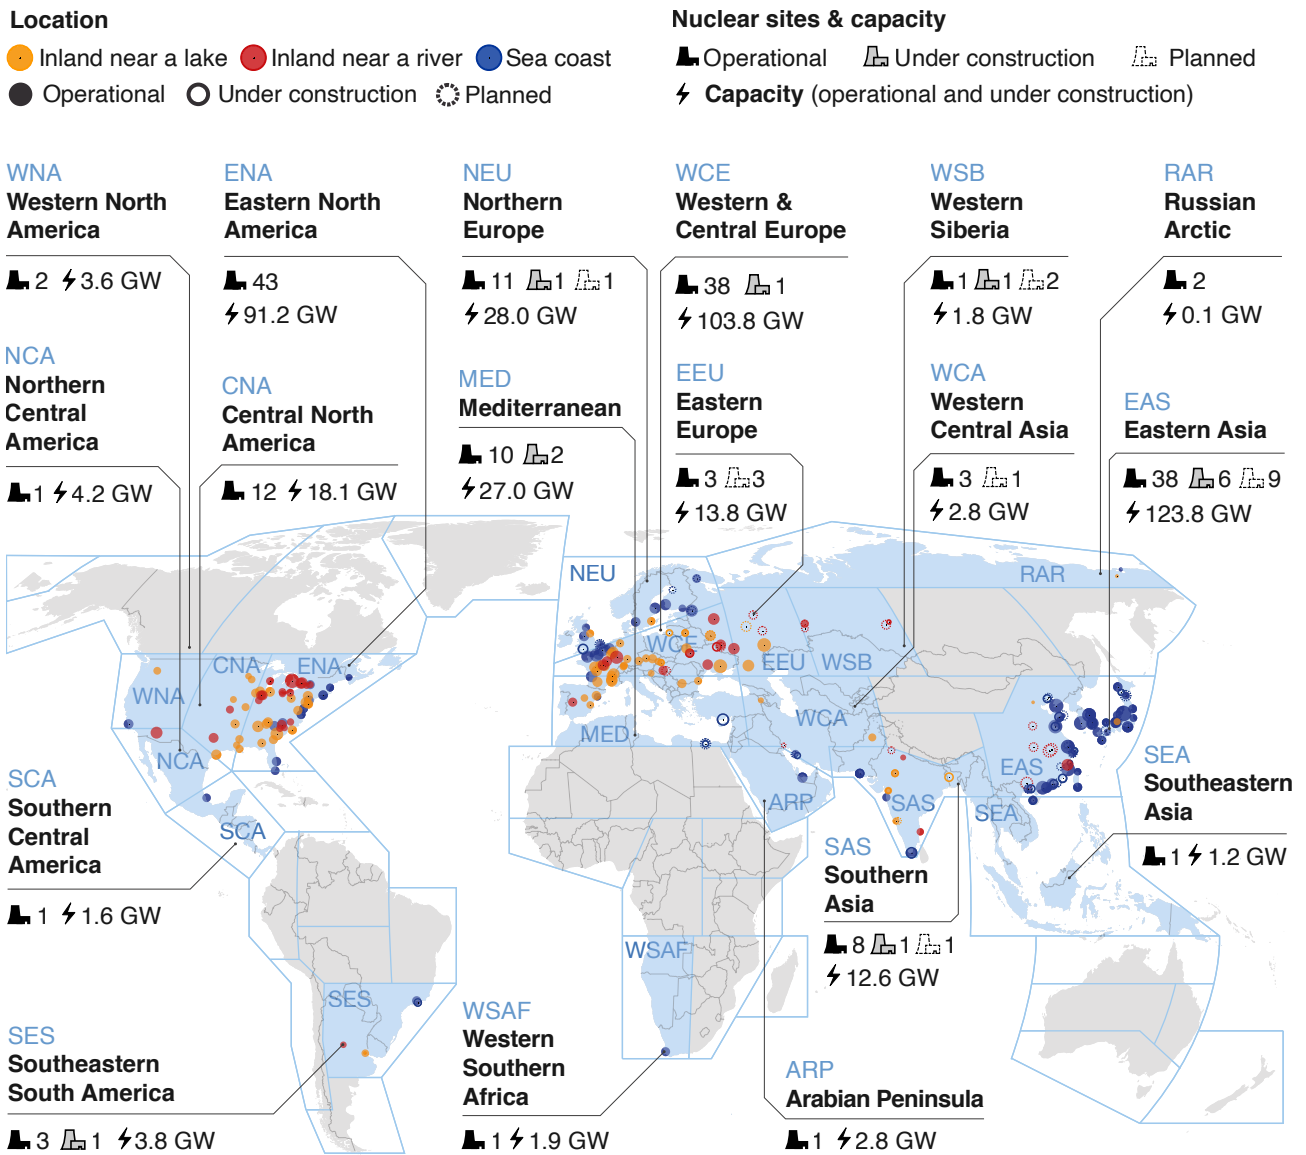 Location
Inland near a lake Inland near a river Sea coast
Operational Under construction Planned
Nuclear sites & capacity
Operational Under construction Planned
Capacity (operational and under construction)
WNA
Western North
America
2 3.6 GW
ENA
Eastern North
America
43
91.2 GW
NEU
Northern
Europe
11 1 1
28.0 GW
WCE
Western &
Central Europe
38 1
103.8 GW
WSB
Western
Siberia
1 1 2
1.8 GW
RAR
Russian
Arctic
2
0.1 GW
NCA
Northern
Central
America
1 4.2 GW
CNA
Central North
America
12 18.1 GW
MED
Mediterranean
10 2
27.0 GW
EEU
Eastern
Europe
3 3
13.8 GW
WCA
Western
Central Asia
3 1
2.8 GW
EAS
Eastern Asia
38 6 9
123.8 GW
NEU
RAR
CNA
ENA
WCE
EEU
WSB
WNA
WCA
MED
NCA
EAS
ARP
SAS
SEA
SCA
WSAF
SES
SCA
Southern
Central
America
1 1.6 GW
SEA
Southeastern
Asia
1 1.2 GW
SAS
Southern
Asia
8 1 1
12.6 GW
SES
Southeastern
South America
3 1 3.8 GW
WSAF
Western
Southern
Africa
1 1.9 GW
ARP
Arabian Peninsula
1 2.8 GW